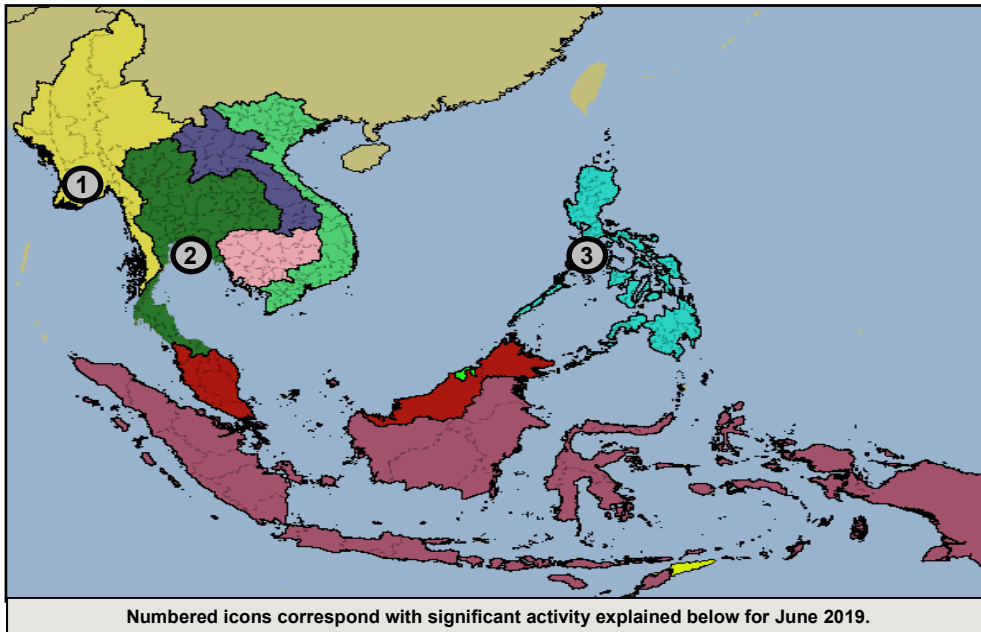 1
2
3
Numbered icons correspond with significant activity explained below for June 2019.